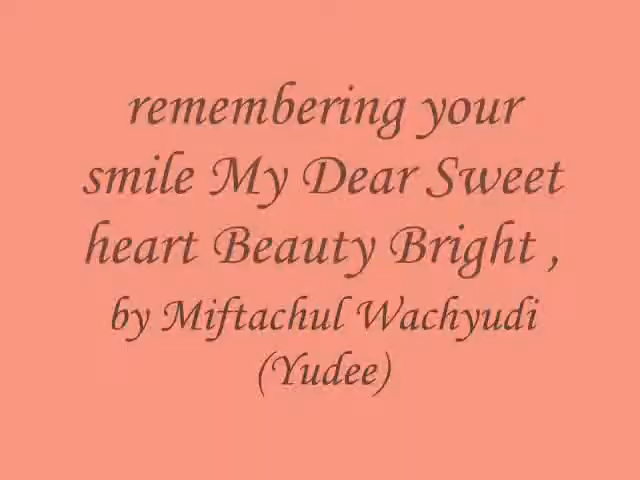 remembering your
smile My Dear Sweet
heart Beauty Bright ,
by Miftachul Wachyudi
(Yudee)